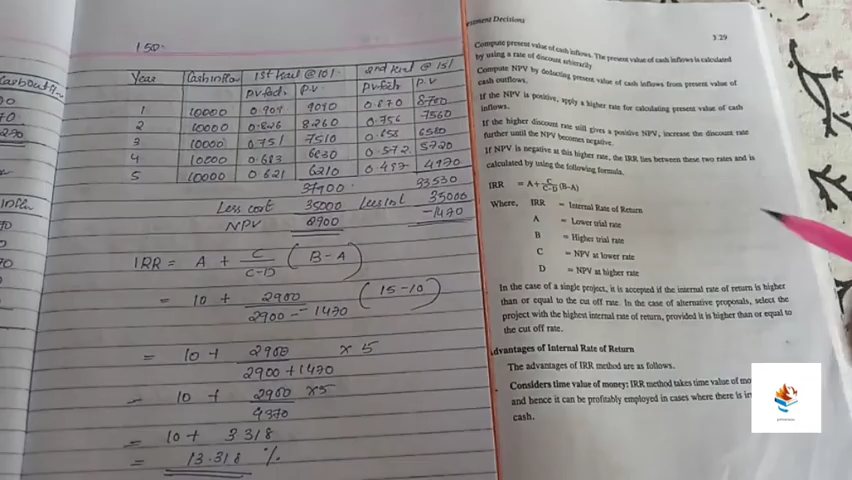 150.
Year Cash inflow 1st trail @ 10% 2nd trail @ 15%
P.V fach P.V P.V fach P.V
1 10000 0.909 9090 0.870 8700
2 10000 0.826 8260 0.756 7560
3 10000 0.751 7510 0.658 6580
4 10000 0.683 6830 0.572 5720
5 10000 0.621 6210 0.497 4970
37900 33530
Less cost 35000 Less 35000
NPV 2900 -1470
IRR = A + C/C-D (B-A)
= 10 + 2900/2900 - -1470 (15-10)
= 10 + 2900/2900+1470 x 5
= 10 + 2900/4370 x5
= 10 + 3.318
= 13.318 %
estment Decisions
3.29
Compute present value of cash inflows. The present value of cash inflows is calculated
by using a rate of discount arbitrarily
Compute NPV by deducting present value of cash inflows from present value of
cash outflows.
If the NPV is positive, apply a higher rate for calculating present value of cash
inflows.
If the higher discount rate still gives a positive NPV, increase the discount rate
further until the NPV becomes negative.
If NPV is negative at this higher rate, the IRR lies between these two rates and is
calculated by using the following formula.
IRR = A+ C/C-D (B-A)
Where, IRR = Internal Rate of Return
A = Lower trial rate
B = Higher trial rate
C = NPV at lower rate
D = NPV at higher rate
In the case of a single project, it is accepted if the internal rate of return is higher
than or equal to the cut off rate. In the case of alternative proposals, select the
project with the highest internal rate of return, provided it is higher than or equal to
the cut off rate.
dvantages of Internal Rate of Return
The advantages of IRR method are as follows.
Considers time value of money: IRR method takes time value of mo
and hence it can be profitably employed in cases where there is in
cash.